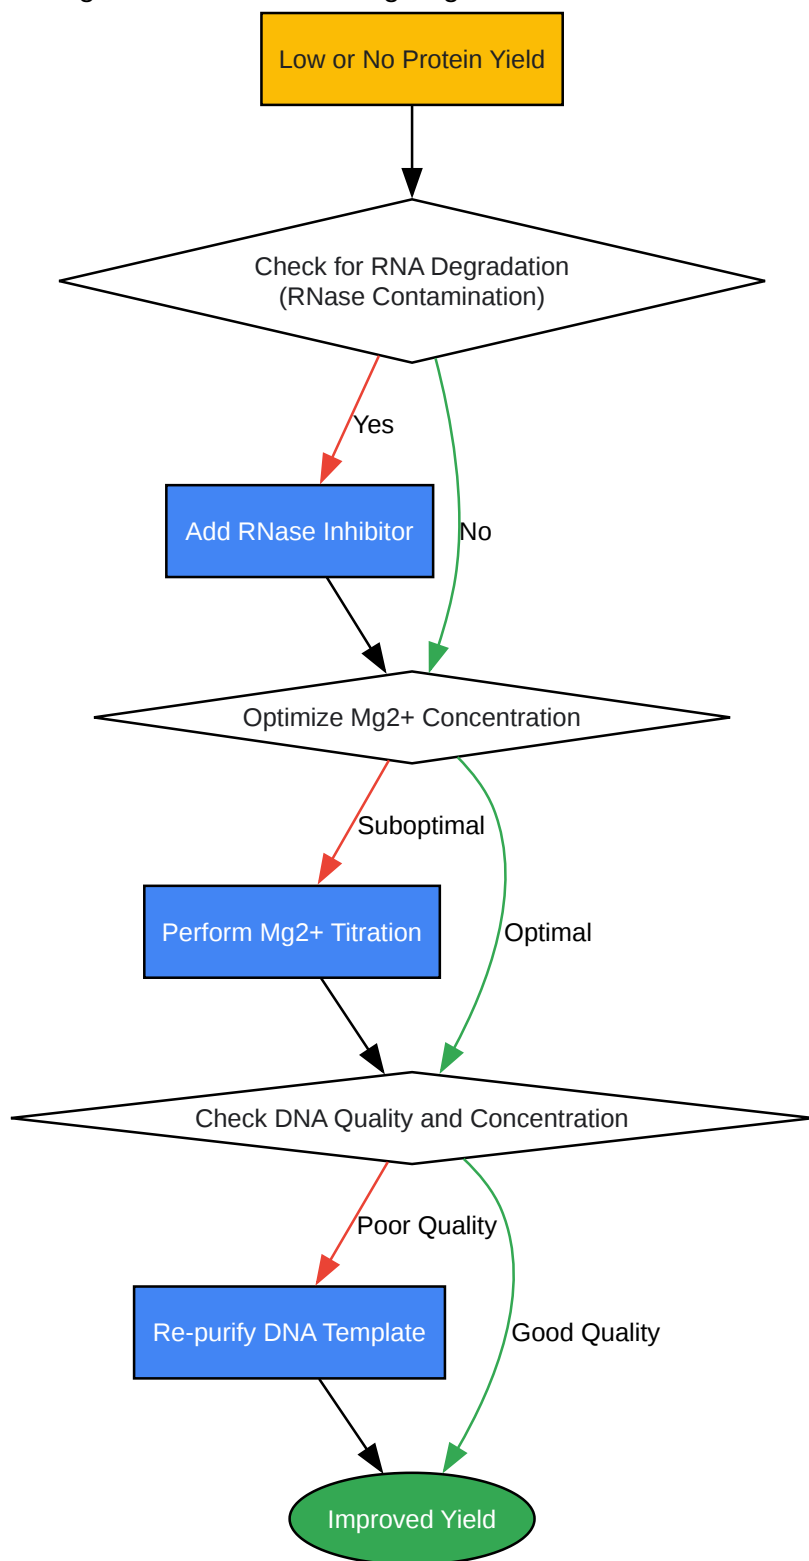 Low or No Protein Yield
Check for RNA Degradation
(RNase Contamination)
Yes
Add RNase Inhibitor
No
Optimize Mg2+ Concentration
Suboptimal
Perform Mg2+ Titration
Optimal
Check DNA Quality and Concentration
Poor Quality
Re-purify DNA Template
Good Quality
Improved Yield